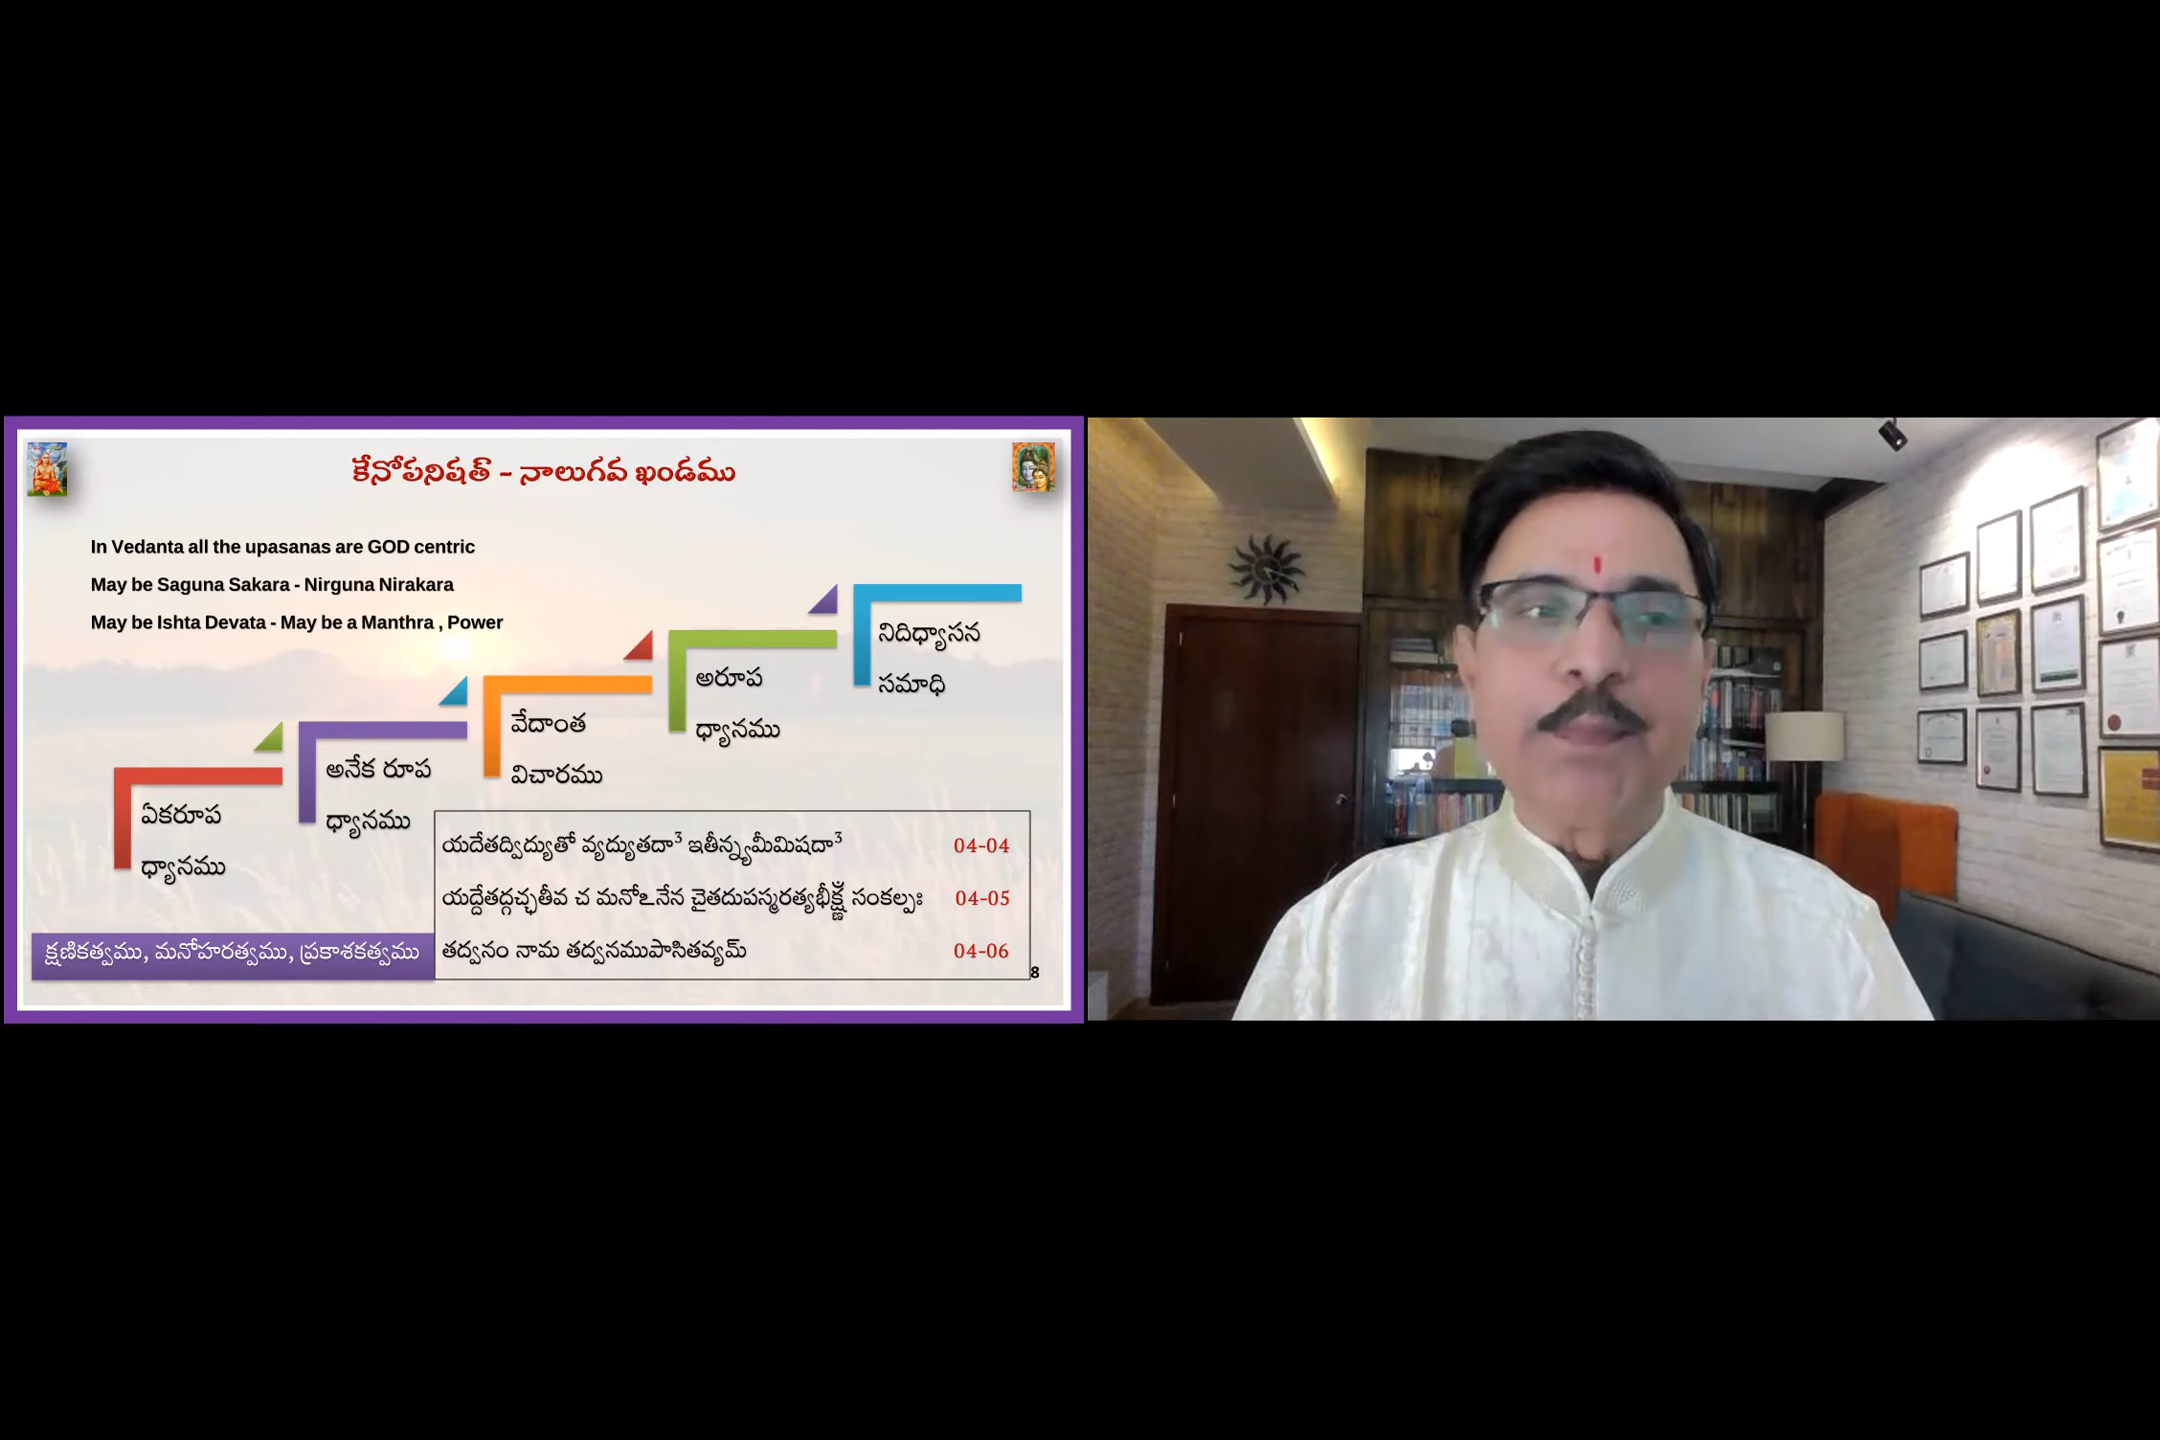 కేనోపనిషత్ - నాలుగవ ఖండము
In Vedanta all the upasanas are GOD centric
May be Saguna Sakara - Nirguna Nirakara
May be Ishta Devata - May be a Manthra , Power
ఏకరూప
ధ్యానము
అనేక రూప
ధ్యానము
వేదాంత
విచారము
అరూప
ధ్యానము
నిదిధ్యాసన
సమాధి
యదేతద్విద్యుతో వ్యద్యుతదా3 ఇతీన్న్యమీమిషదా3 04-04
యద్దేతద్గచ్ఛతీవ చ మనోఽనేన చైతదుపస్మరత్యభీక్ష్ణఁ సంకల్పః 04-05
తద్వనం నామ తద్వనముపాసితవ్యమ్ 04-06
క్షణికత్వము, మనోహరత్వము, ప్రకాశకత్వము
8